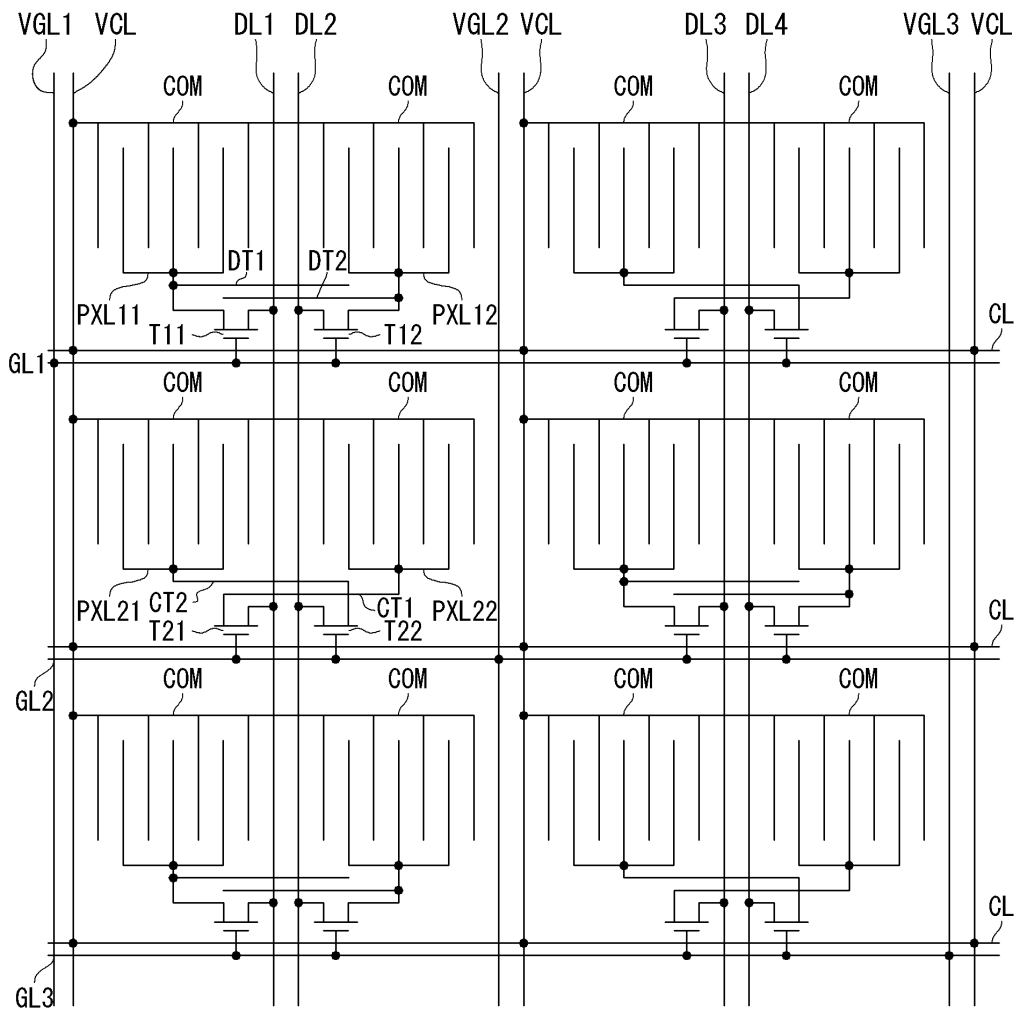 VGL1 VCL DL1 DL2 VGL2 VCL DL3 DL4 VGL3 VCL
COM COM COM COM
DT1 DT2
PXL11 PXL12
T11 T12 CL
GL1
COM COM COM COM
PXL21 CT2 CT1 PXL22 CL
T21 T22
GL2
COM COM COM COM
CL
GL3